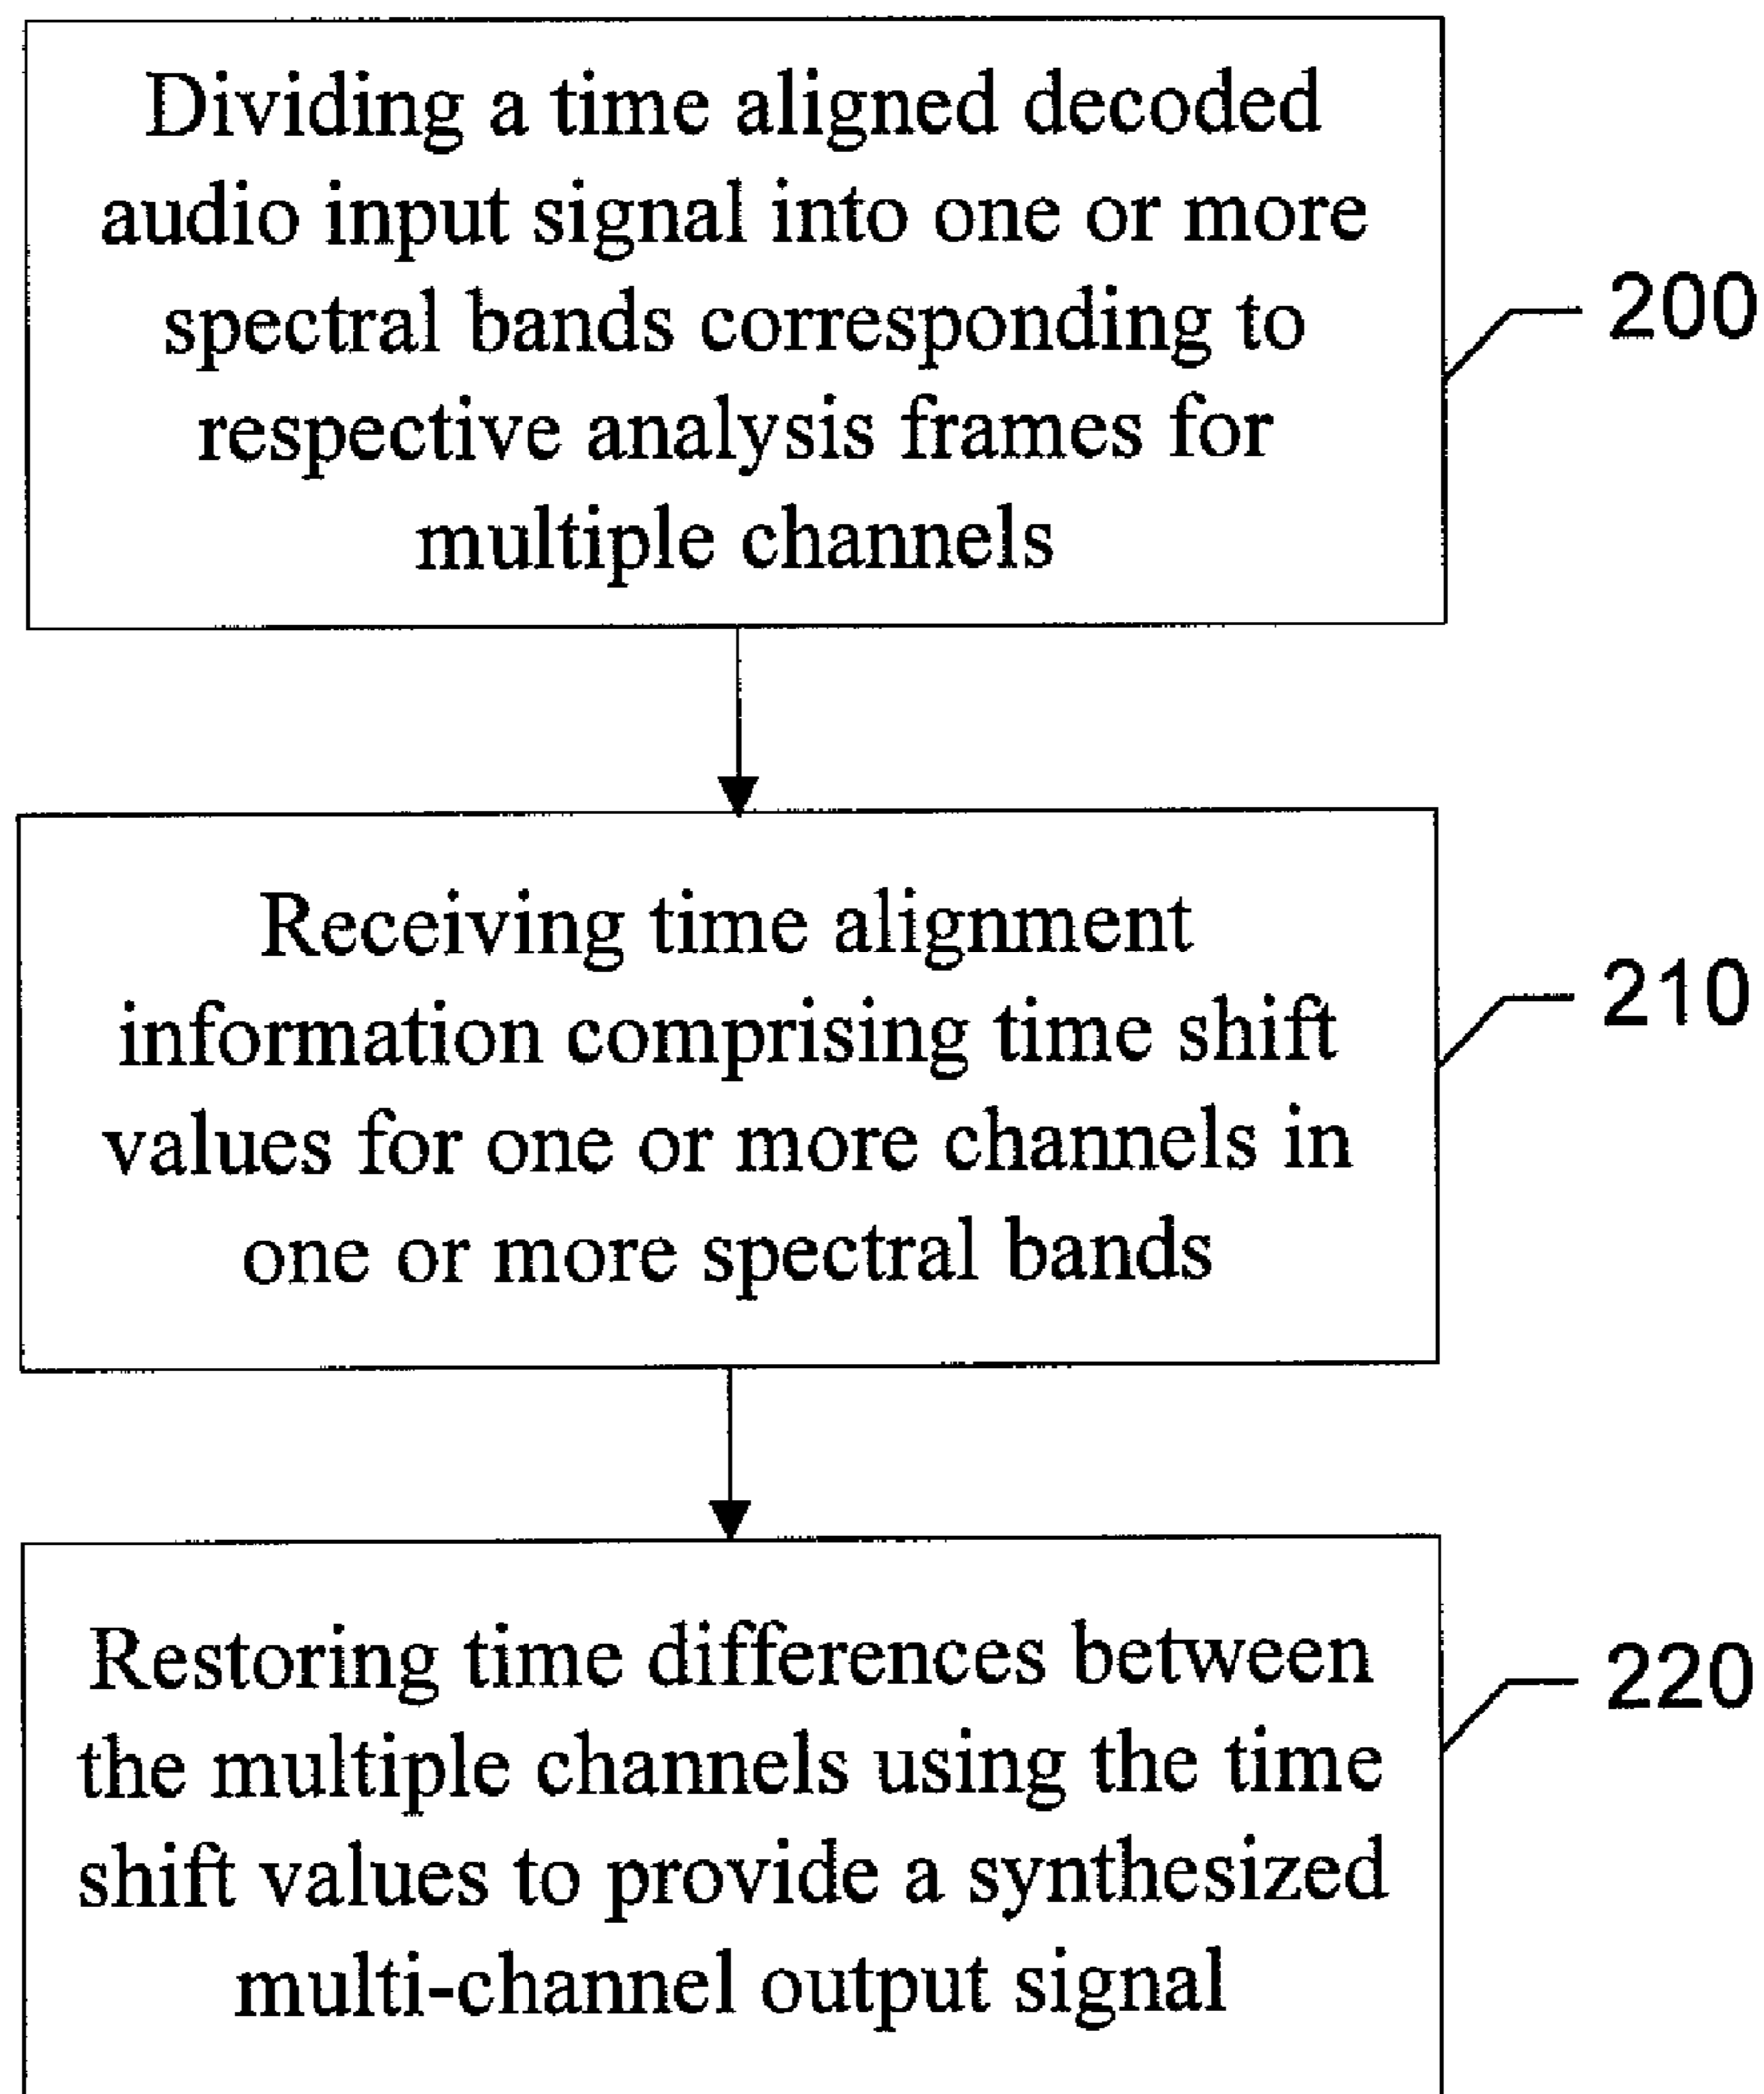 Dividing a time aligned decoded
audio input signal into one or more
spectral bands corresponding to
respective analysis frames for
multiple channels
200
Receiving time alignment
information comprising time shift
values for one or more channels in
one or more spectral bands
210
Restoring time differences between
the multiple channels using the time
shift values to provide a synthesized
multi-channel output signal
220